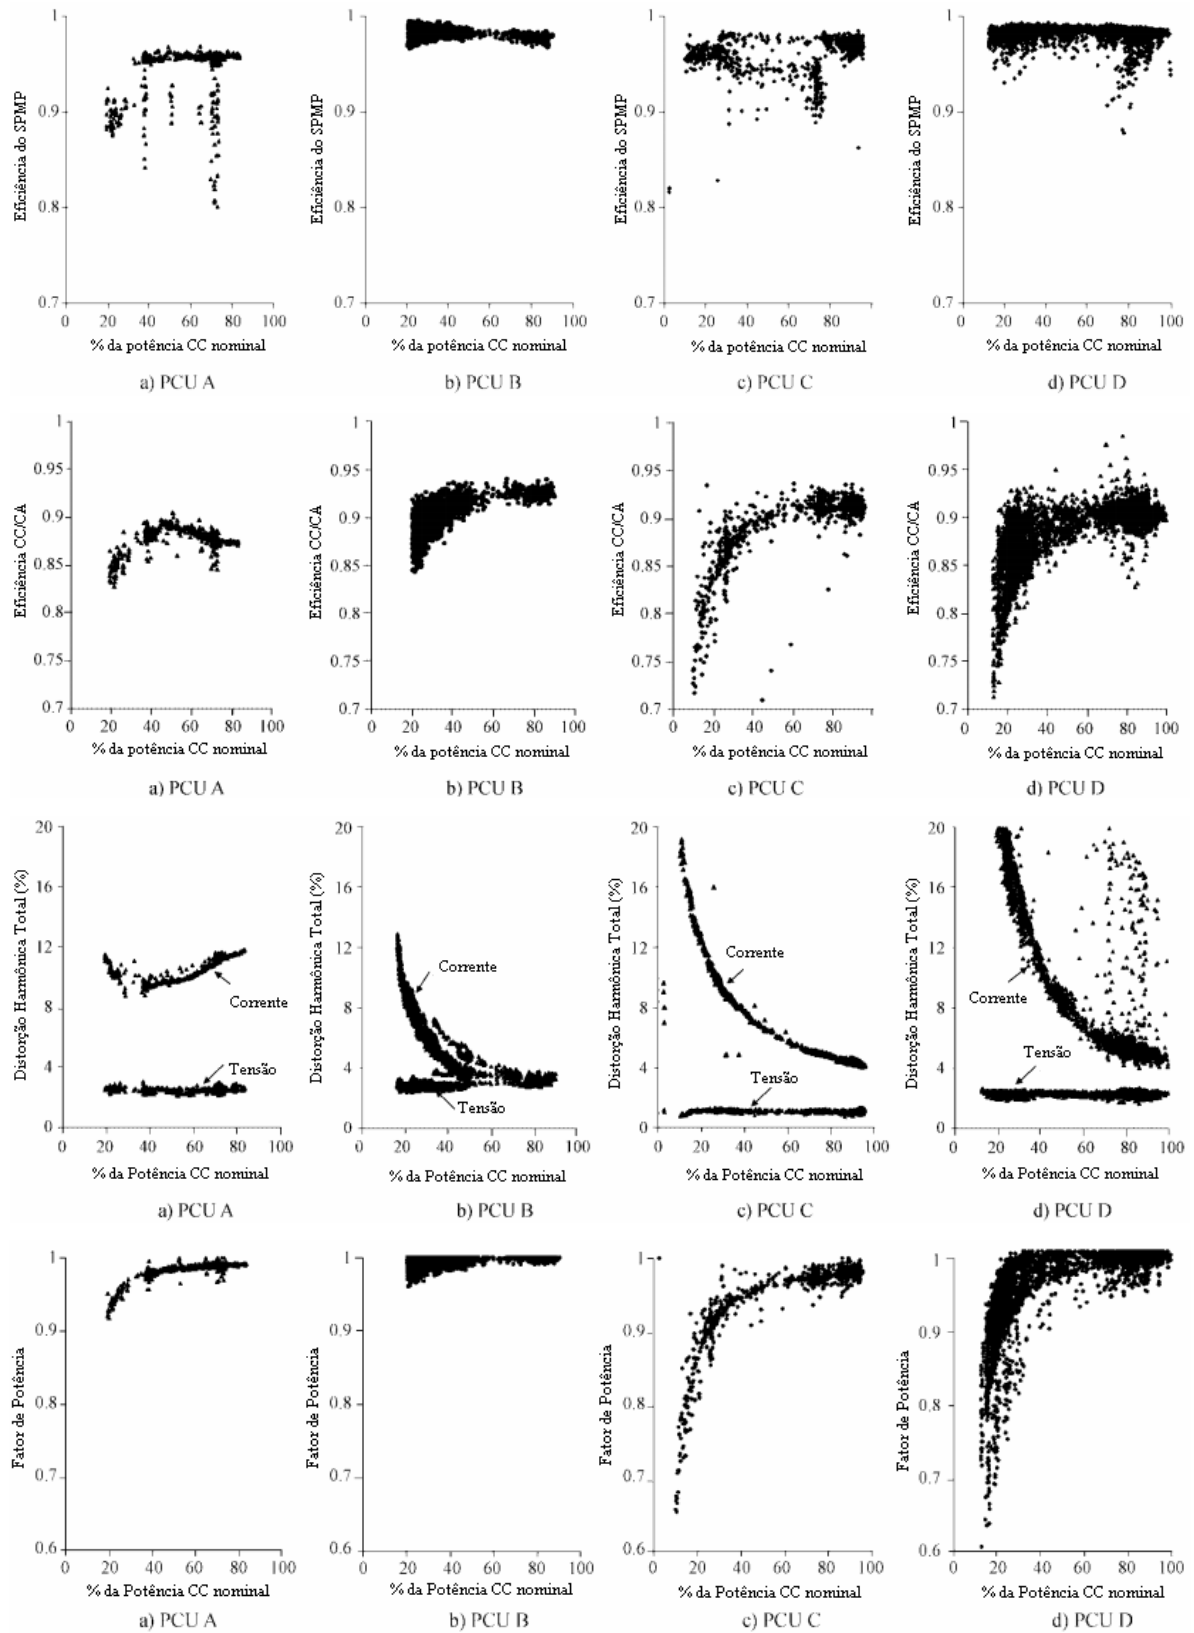 Eficiência do SPMP
1
0.9
0.8
0.7
0 20 40 60 80 100
% da potência CC nominal
a) PCU A
Eficiência do SPMP
1
0.9
0.8
0.7
0 20 40 60 80 100
% da potência CC nominal
b) PCU B
Eficiência do SPMP
1
0.9
0.8
0.7
0 20 40 60 80 100
% da potência CC nominal
c) PCU C
Eficiência do SPMP
1
0.9
0.8
0.7
0 20 40 60 80 100
% da potência CC nominal
d) PCU D
Eficiência CC/CA
1
0.95
0.9
0.85
0.8
0.75
0.7
0 20 40 60 80 100
% da potência CC nominal
a) PCU A
Eficiência CC/CA
1
0.95
0.9
0.85
0.8
0.75
0.7
0 20 40 60 80 100
% da potência CC nominal
b) PCU B
Eficiência CC/CA
1
0.95
0.9
0.85
0.8
0.75
0.7
0 20 40 60 80 100
% da potência CC nominal
c) PCU C
Eficiência CC/CA
1
0.95
0.9
0.85
0.8
0.75
0.7
0 20 40 60 80 100
% da potência CC nominal
d) PCU D
Distorção Harmônica Total (%)
20
16
12
8
4
0
Corrente
Tensão
0 20 40 60 80 100
% da Potência CC nominal
a) PCU A
Distorção Harmônica Total (%)
20
16
12
8
4
0
Corrente
Tensão
0 20 40 60 80 100
% da Potência CC nominal
b) PCU B
Distorção Harmônica Total (%)
20
16
12
8
4
0
Corrente
Tensão
0 20 40 60 80 100
% da Potência CC nominal
c) PCU C
Distorção Harmônica Total (%)
20
16
12
8
4
0
Corrente
Tensão
0 20 40 60 80 100
% da Potência CC nominal
d) PCU D
Fator de Potência
1
0.9
0.8
0.7
0.6
0 20 40 60 80 100
% da Potência CC nominal
a) PCU A
Fator de Potência
1
0.9
0.8
0.7
0.6
0 20 40 60 80 100
% da Potência CC nominal
b) PCU B
Fator de Potência
1
0.9
0.8
0.7
0.6
0 20 40 60 80 100
% da Potência CC nominal
c) PCU C
Fator de Potência
1
0.9
0.8
0.7
0.6
0 20 40 60 80 100
% da Potência CC nominal
d) PCU D